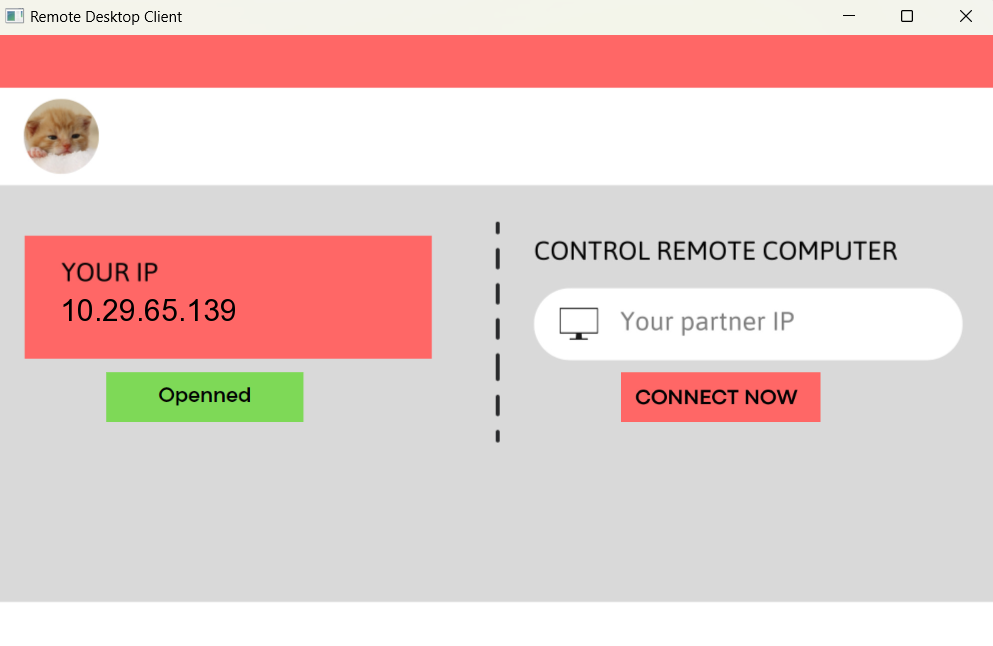 Remote Desktop Client
YOUR IP
10.29.65.139
Openned
CONTROL REMOTE COMPUTER
Your partner IP
CONNECT NOW